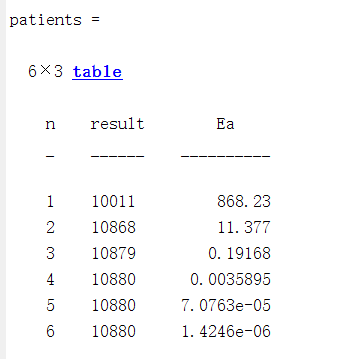 patients =
6×3 table
n result Ea
_ ______ __________
1 10011 868.23
2 10868 11.377
3 10879 0.19168
4 10880 0.0035895
5 10880 7.0763e-05
6 10880 1.4246e-06